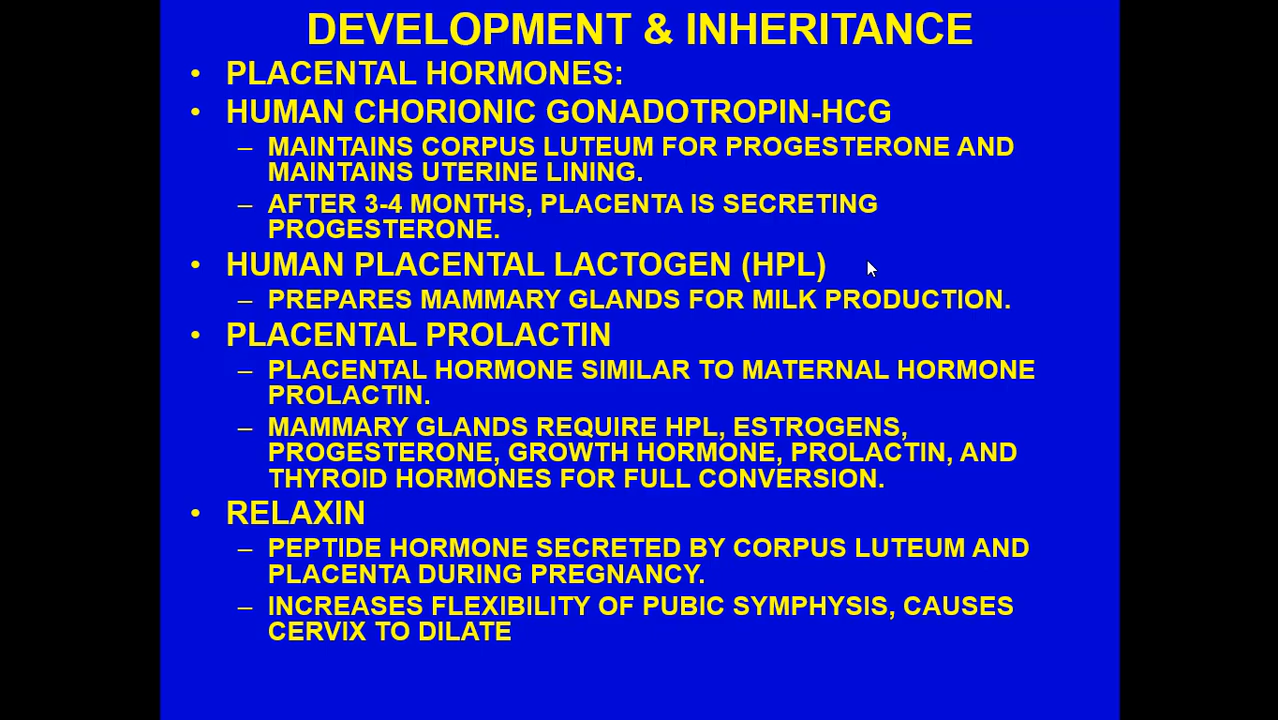 DEVELOPMENT & INHERITANCE
• PLACENTAL HORMONES:
• HUMAN CHORIONIC GONADOTROPIN-HCG
– MAINTAINS CORPUS LUTEUM FOR PROGESTERONE AND
MAINTAINS UTERINE LINING.
– AFTER 3-4 MONTHS, PLACENTA IS SECRETING
PROGESTERONE.
• HUMAN PLACENTAL LACTOGEN (HPL)
– PREPARES MAMMARY GLANDS FOR MILK PRODUCTION.
• PLACENTAL PROLACTIN
– PLACENTAL HORMONE SIMILAR TO MATERNAL HORMONE
PROLACTIN.
– MAMMARY GLANDS REQUIRE HPL, ESTROGENS,
PROGESTERONE, GROWTH HORMONE, PROLACTIN, AND
THYROID HORMONES FOR FULL CONVERSION.
• RELAXIN
– PEPTIDE HORMONE SECRETED BY CORPUS LUTEUM AND
PLACENTA DURING PREGNANCY.
– INCREASES FLEXIBILITY OF PUBIC SYMPHYSIS, CAUSES
CERVIX TO DILATE